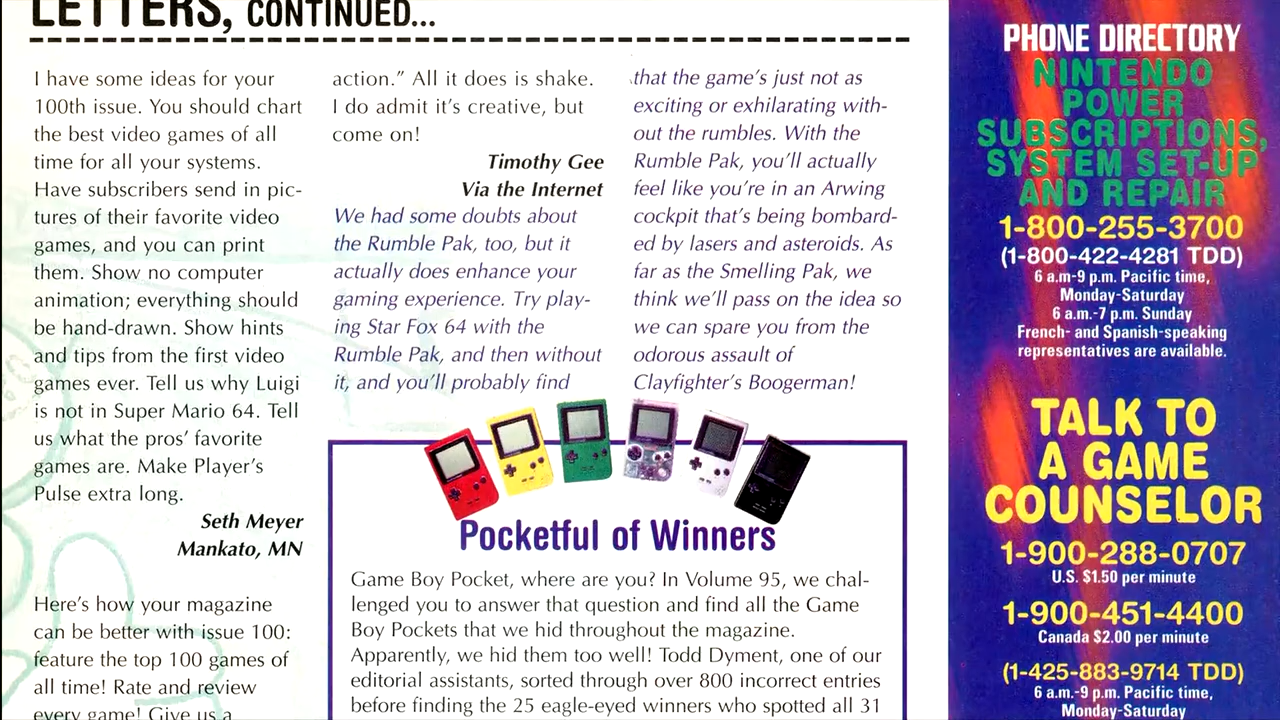 LETTERS, CONTINUED...
I have some ideas for your
100th issue. You should chart
the best video games of all
time for all your systems.
Have subscribers send in pic-
tures of their favorite video
games, and you can print
them. Show no computer
animation; everything should
be hand-drawn. Show hints
and tips from the first video
games ever. Tell us why Luigi
is not in Super Mario 64. Tell
us what the pros' favorite
games are. Make Player's
Pulse extra long.
Seth Meyer
Mankato, MN
Here's how your magazine
can be better with issue 100:
feature the top 100 games of
all time! Rate and review
every game! Give us a
action." All it does is shake.
I do admit it's creative, but
come on!
Timothy Gee
Via the Internet
We had some doubts about
the Rumble Pak, too, but it
actually does enhance your
gaming experience. Try play-
ing Star Fox 64 with the
Rumble Pak, and then without
it, and you'll probably find
that the game's just not as
exciting or exhilarating with-
out the rumbles. With the
Rumble Pak, you'll actually
feel like you're in an Arwing
cockpit that's being bombard-
ed by lasers and asteroids. As
far as the Smelling Pak, we
think we'll pass on the idea so
we can spare you from the
odorous assault of
Clayfighter's Boogerman!
Pocketful of Winners
Game Boy Pocket, where are you? In Volume 95, we chal-
lenged you to answer that question and find all the Game
Boy Pockets that we hid throughout the magazine.
Apparently, we hid them too well! Todd Dyment, one of our
editorial assistants, sorted through over 800 incorrect entries
before finding the 25 eagle-eyed winners who spotted all 31
PHONE DIRECTORY
NINTENDO
POWER
SUBSCRIPTIONS,
SYSTEM SET-UP
AND REPAIR
1-800-255-3700
(1-800-422-4281 TDD)
6 a.m-9 p.m. Pacific time,
Monday-Saturday
6 a.m.-7 p.m. Sunday
French- and Spanish-speaking
representatives are available.
TALK TO
A GAME
COUNSELOR
1-900-288-0707
U.S. $1.50 per minute
1-900-451-4400
Canada $2.00 per minute
(1-425-883-9714 TDD)
6 a.m.-9 p.m. Pacific time,
Monday-Saturday